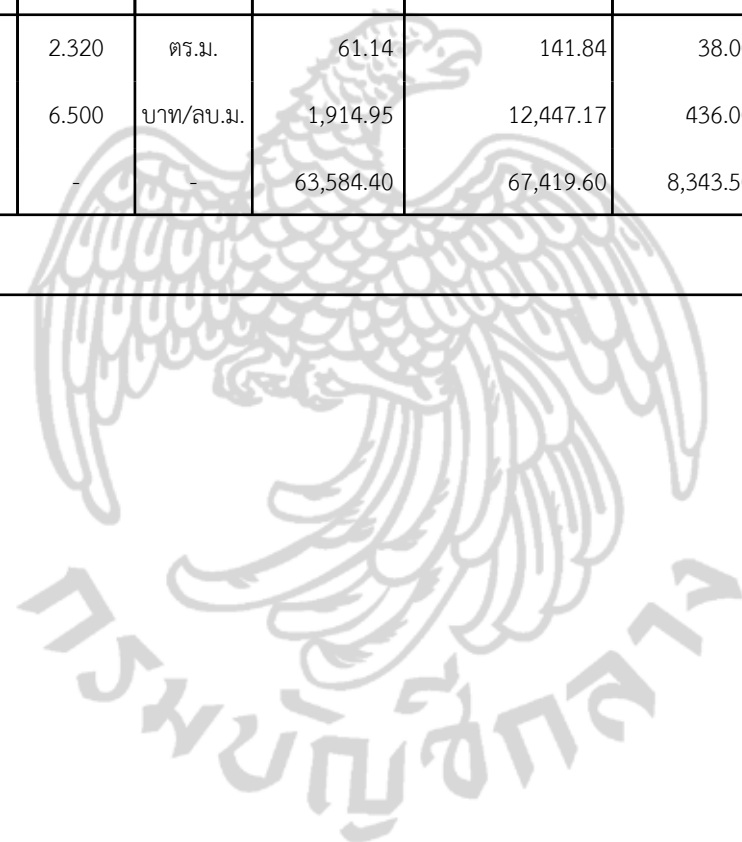 2.320 ตร.ม. 61.14 141.84 38.0
6.500 บาท/ลบ.ม. 1,914.95 12,447.17 436.0
- - 63,584.40 67,419.60 8,343.5
กรมบัญชีกลาง